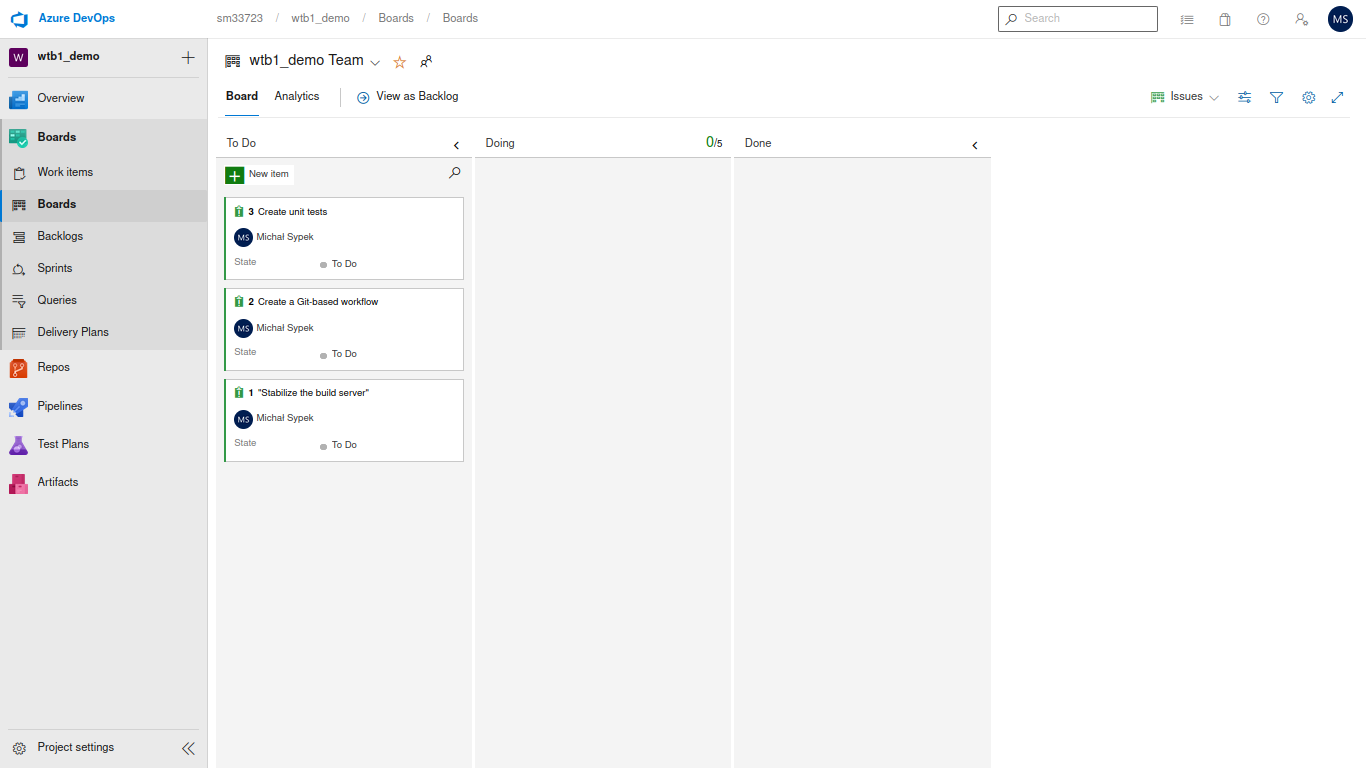 Azure DevOps
sm33723 / wtb1_demo / Boards / Boards
Search
MS
W wtb1_demo
Overview
Boards
Work items
Boards
Backlogs
Sprints
Queries
Delivery Plans
Repos
Pipelines
Test Plans
Artifacts
Project settings
wtb1_demo Team
Board Analytics View as Backlog
Issues
To Do
Doing 0/5
Done
New item
3 Create unit tests
MS Michał Sypek
State To Do
2 Create a Git-based workflow
MS Michał Sypek
State To Do
1 "Stabilize the build server"
MS Michał Sypek
State To Do